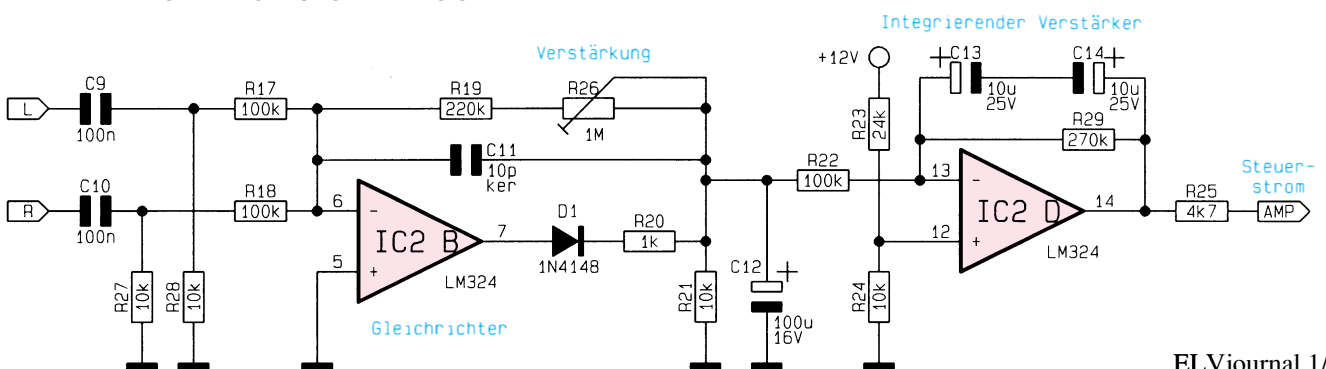 Integrierender Verstärker
Verstärkung
+12V
C13
10u
25V
C14
10u
25V
C9
100n
L
R17
100k
R19
220k
R26
1M
R23
24k
R29
270k
C11
10p
ker
R22
100k
C10
100n
R
R18
100k
6
-
IC2 B
5
+
7
LM324
D1
1N4148
R20
1k
13
-
IC2 D
12
+
14
LM324
R25
4k7
Steuer-
strom
AMP
R27
10k
R28
10k
Gleichrichter
R21
10k
C12
+
100u
16V
R24
10k
ELVjournal 1/